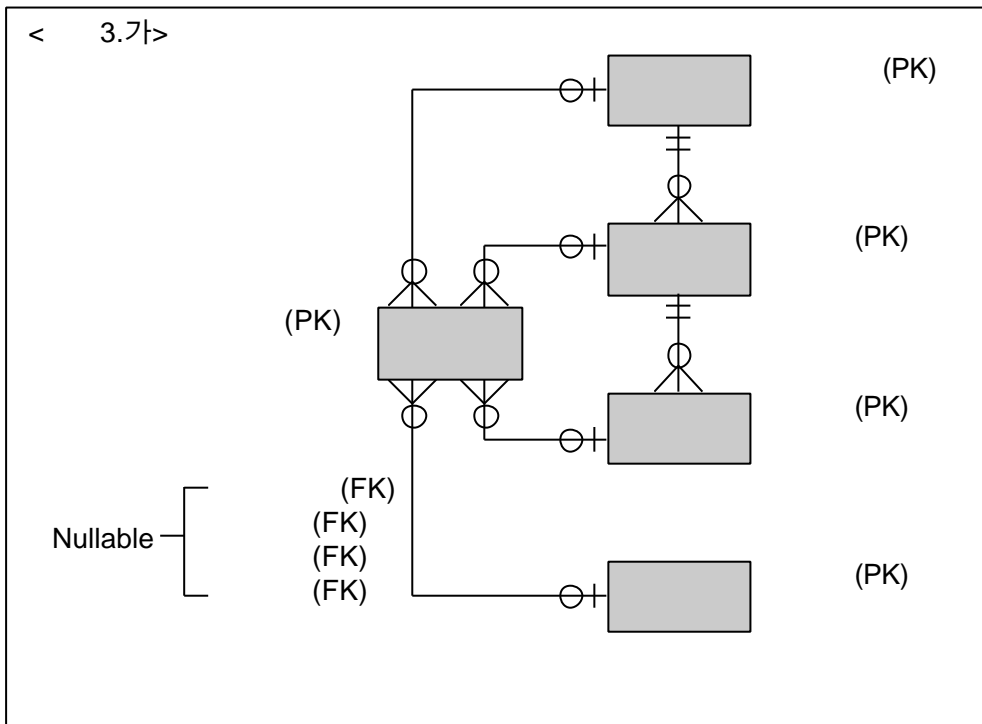 < 3.가>
(PK)
(PK)
(PK)
(PK)
(FK)
(FK)
Nullable
(FK)
(FK)
(PK)